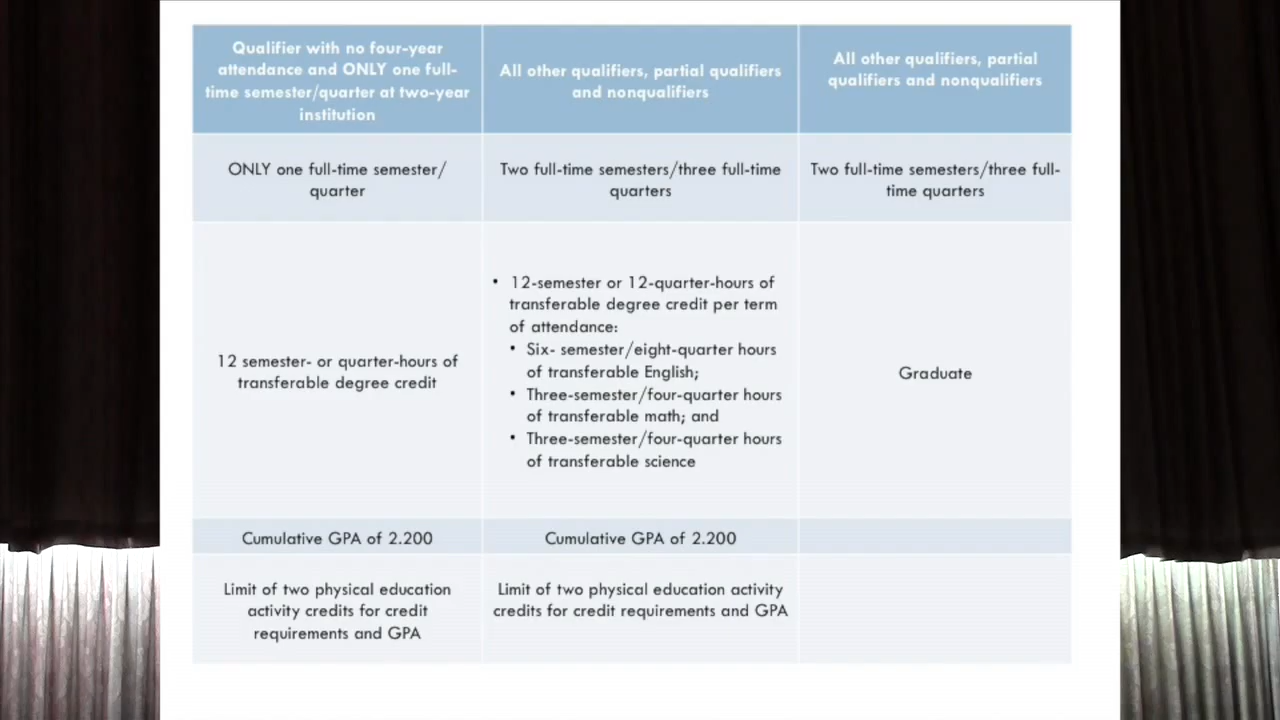 Qualifier with no four-year
attendance and ONLY one full-
time semester/quarter at two-year
institution
All other qualifiers, partial qualifiers
and nonqualifiers
All other qualifiers, partial
qualifiers and nonqualifiers
ONLY one full-time semester/
quarter
Two full-time semesters/three full-time
quarters
Two full-time semesters/three full-
time quarters
12 semester- or quarter-hours of
transferable degree credit
• 12-semester or 12-quarter-hours of
transferable degree credit per term
of attendance:
• Six- semester/eight-quarter hours
of transferable English;
• Three-semester/four-quarter hours
of transferable math; and
• Three-semester/four-quarter hours
of transferable science
Graduate
Cumulative GPA of 2.200
Cumulative GPA of 2.200
Limit of two physical education
activity credits for credit
requirements and GPA
Limit of two physical education activity
credits for credit requirements and GPA